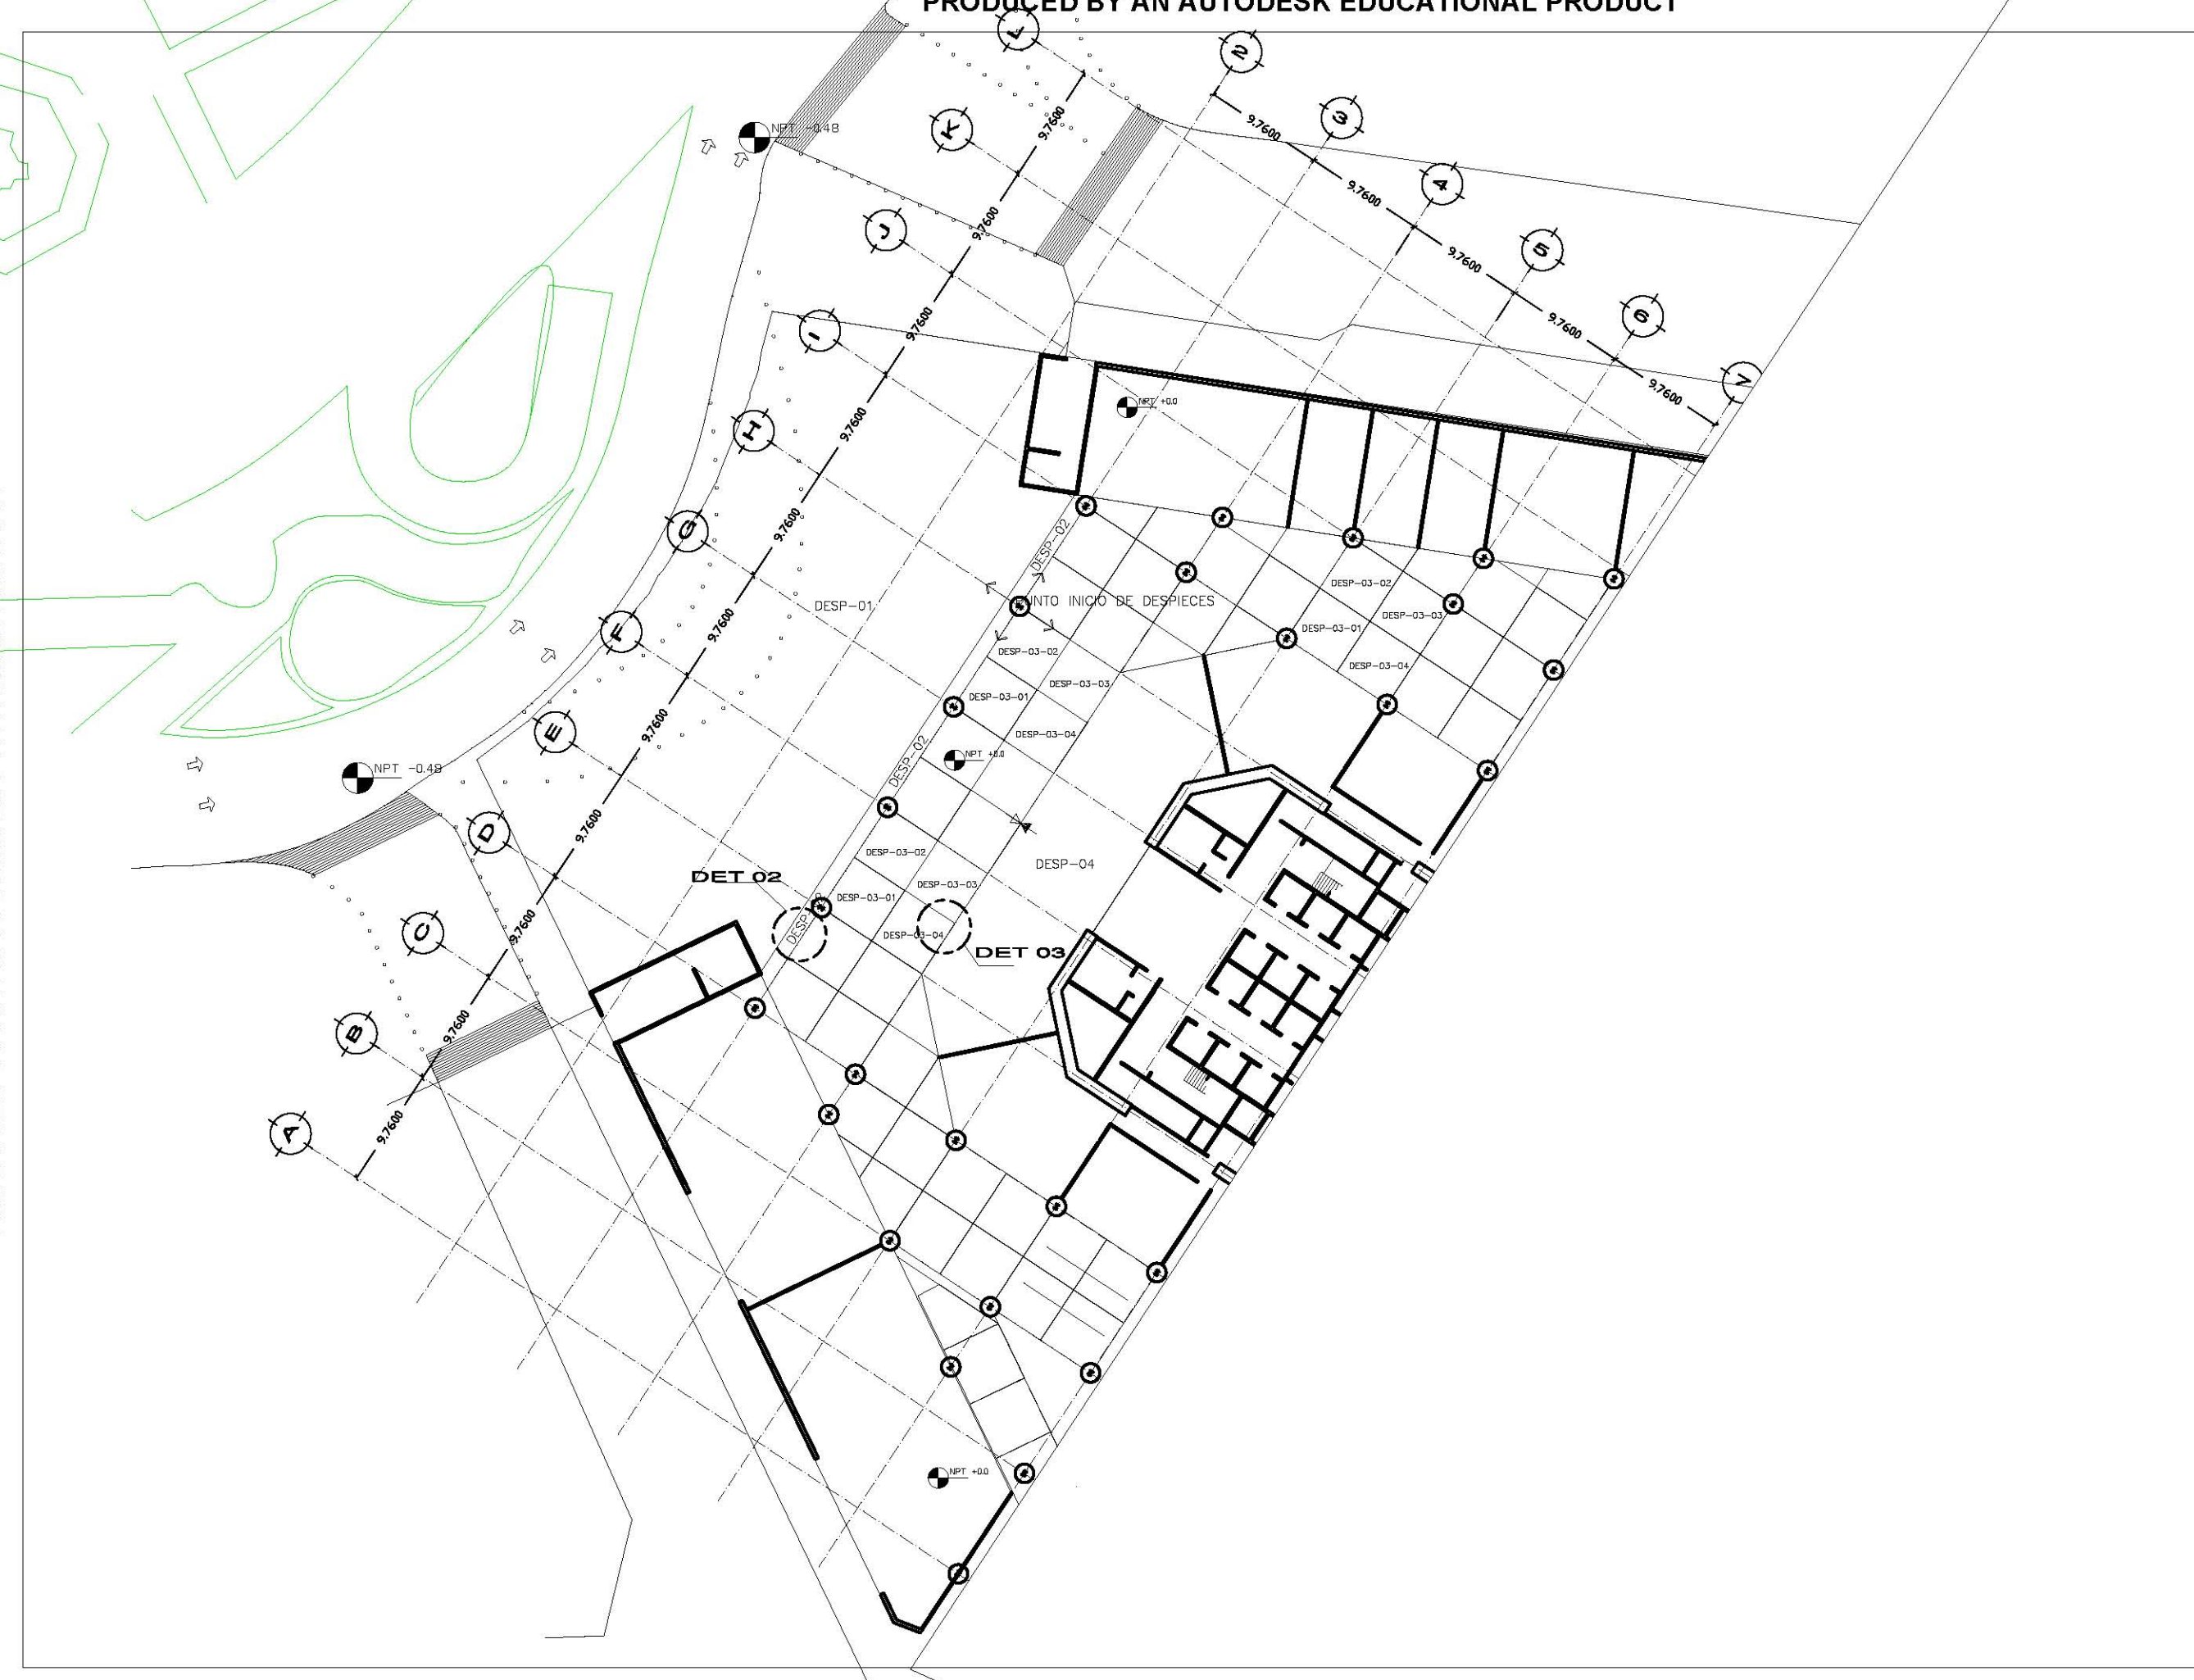 PRODUCED BY AN AUTODESK EDUCATIONAL PRODUCT
L
2
9.7600
9.7600
3
K
NPT -0.48
9.7600
4
J
9.7600
9.7600
5
9.7600
6
I
9.7600
9.7600
7
NPT +0.0
H
9.7600
G
9.7600
DESP-02
DESP-03-02
DESP-01
PUNTO INICIO DE DESPIECES
DESP-03-03
F
9.7600
DESP-03-01
DESP-03-02
DESP-03-04
DESP-03-03
DESP-03-01
E
9.7600
DESP-03-04
DESP-02
NPT +0.0
NPT -0.48
D
9.7600
DESP-03-02
DESP-04
DET 02
DESP-03-03
DESP-03-01
C
9.7600
DESP-03-04
DET 03
B
9.7600
A
9.7600
NPT +0.0